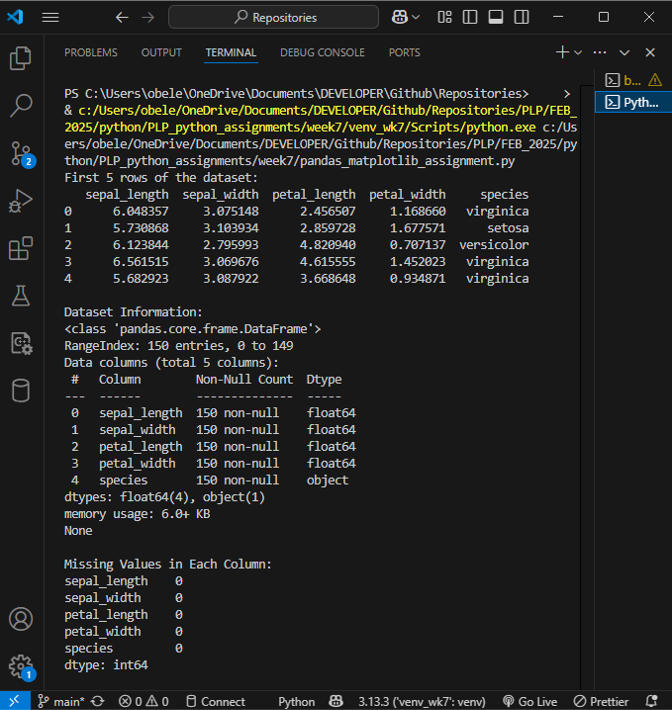 Repositories
PROBLEMS OUTPUT TERMINAL DEBUG CONSOLE PORTS
b...
Pyth...
PS C:\Users\obele\OneDrive\Documents\DEVELOPER\Github\Repositories> >
& c:/Users/obele/OneDrive/Documents/DEVELOPER/Github/Repositories/PLP/FEB_
2025/python/PLP_python_assignments/week7/venv_wk7/Scripts/python.exe c:/Us
ers/obele/OneDrive/Documents/DEVELOPER/Github/Repositories/PLP/FEB_2025/py
thon/PLP_python_assignments/week7/pandas_matplotlib_assignment.py
First 5 rows of the dataset:
   sepal_length  sepal_width  petal_length  petal_width     species
0      6.048357     3.075148      2.456507     1.168660   virginica
1      5.730868     3.103934      2.859728     1.677571      setosa
2      6.123844     2.795993      4.820940     0.707137  versicolor
3      6.561515     3.069676      4.615555     1.452023   virginica
4      5.682923     3.087922      3.668648     0.934871   virginica
Dataset Information:
<class 'pandas.core.frame.DataFrame'>
RangeIndex: 150 entries, 0 to 149
Data columns (total 5 columns):
 #   Column        Non-Null Count  Dtype
---  ------        --------------  -----
 0   sepal_length  150 non-null    float64
 1   sepal_width   150 non-null    float64
 2   petal_length  150 non-null    float64
 3   petal_width   150 non-null    float64
 4   species       150 non-null    object
dtypes: float64(4), object(1)
memory usage: 6.0+ KB
None
Missing Values in Each Column:
sepal_length    0
sepal_width     0
petal_length    0
petal_width     0
species         0
dtype: int64
2
1
main* 0 0 Connect Python 3.13.3 ('venv_wk7': venv) Go Live Prettier